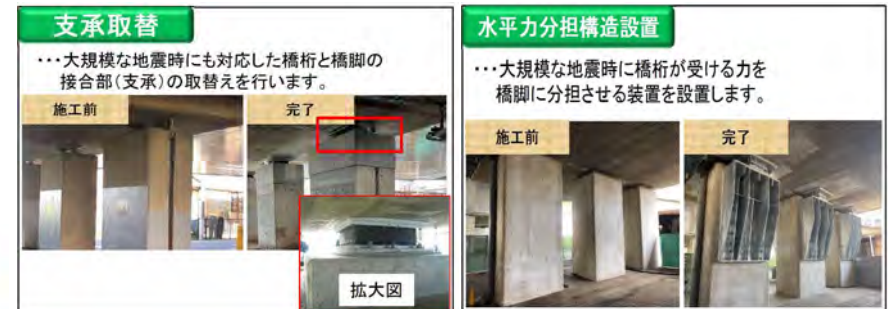 支承取替
･･･大規模な地震時にも対応した橋桁と橋脚の
接合部(支承)の取替えを行います。
施工前
完了
拡大図
水平力分担構造設置
･･･大規模な地震時に橋桁が受ける力を
橋脚に分担させる装置を設置します。
施工前
完了